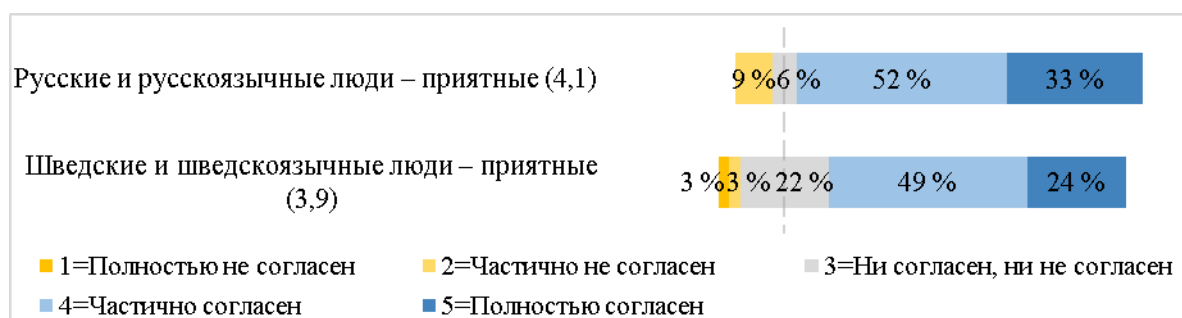 Русские и русскоязычные люди – приятные (4,1)
9 % 6 % 52 % 33 %
Шведские и шведскоязычные люди – приятные
(3,9)
3 % 3 % 22 % 49 % 24 %
1=Полностью не согласен 2=Частично не согласен 3=Ни согласен, ни не согласен
4=Частично согласен 5=Полностью согласен